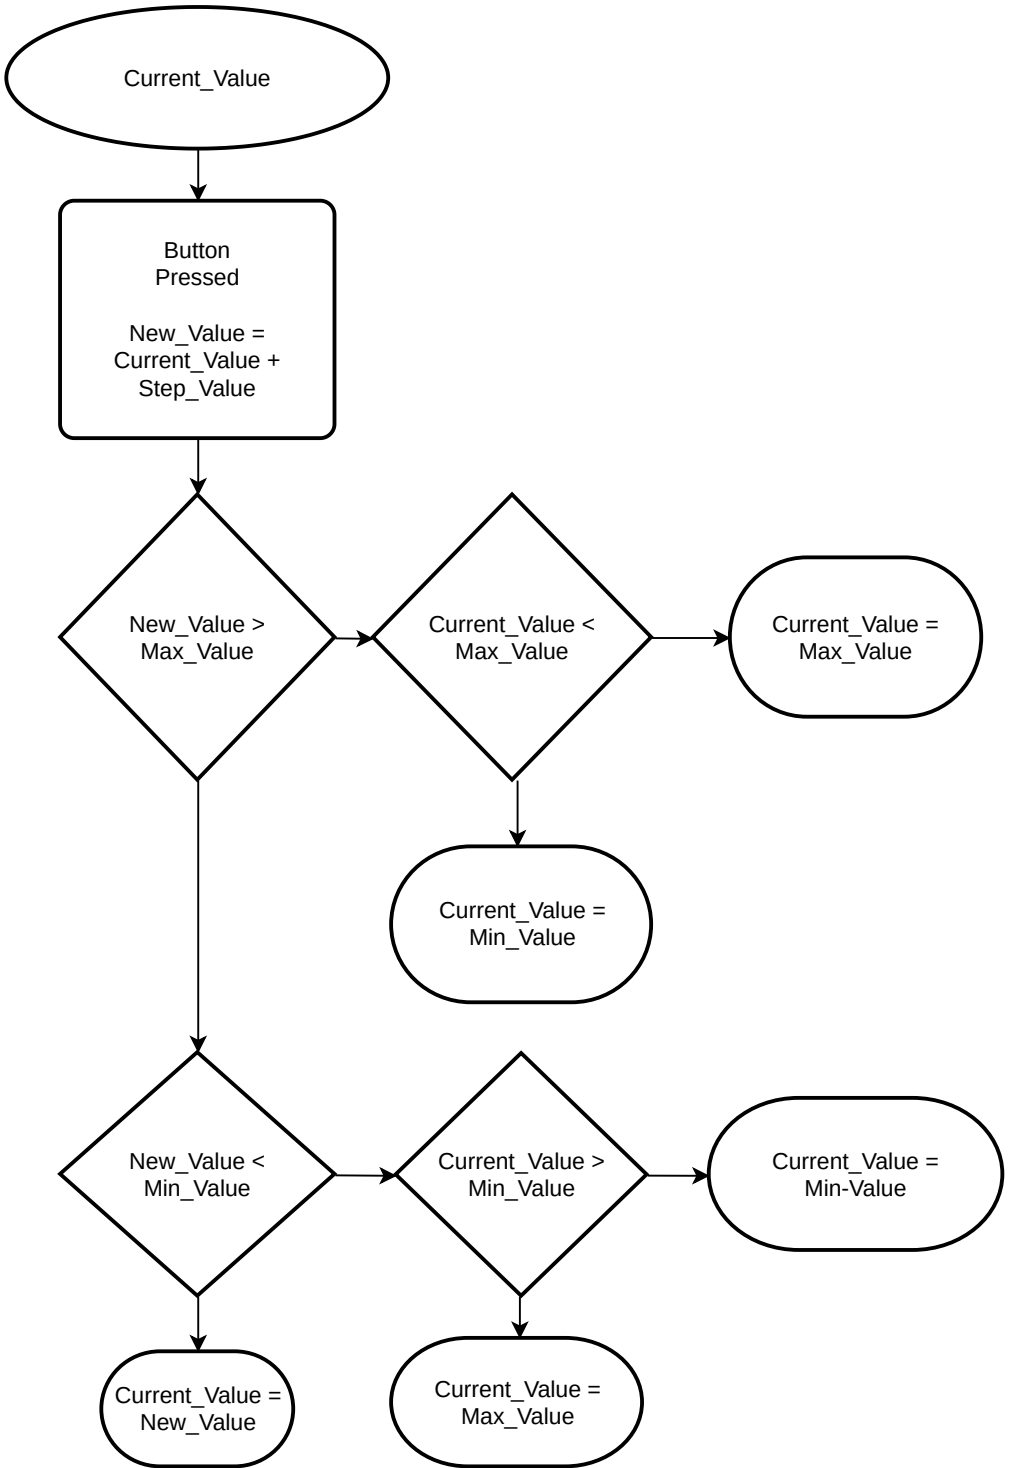 Current_Value
Button
Pressed
New_Value =
Current_Value +
Step_Value
New_Value >
Max_Value
Current_Value <
Max_Value
Current_Value =
Max_Value
Current_Value =
Min_Value
New_Value <
Min_Value
Current_Value >
Min_Value
Current_Value =
Min-Value
Current_Value =
New_Value
Current_Value =
Max_Value